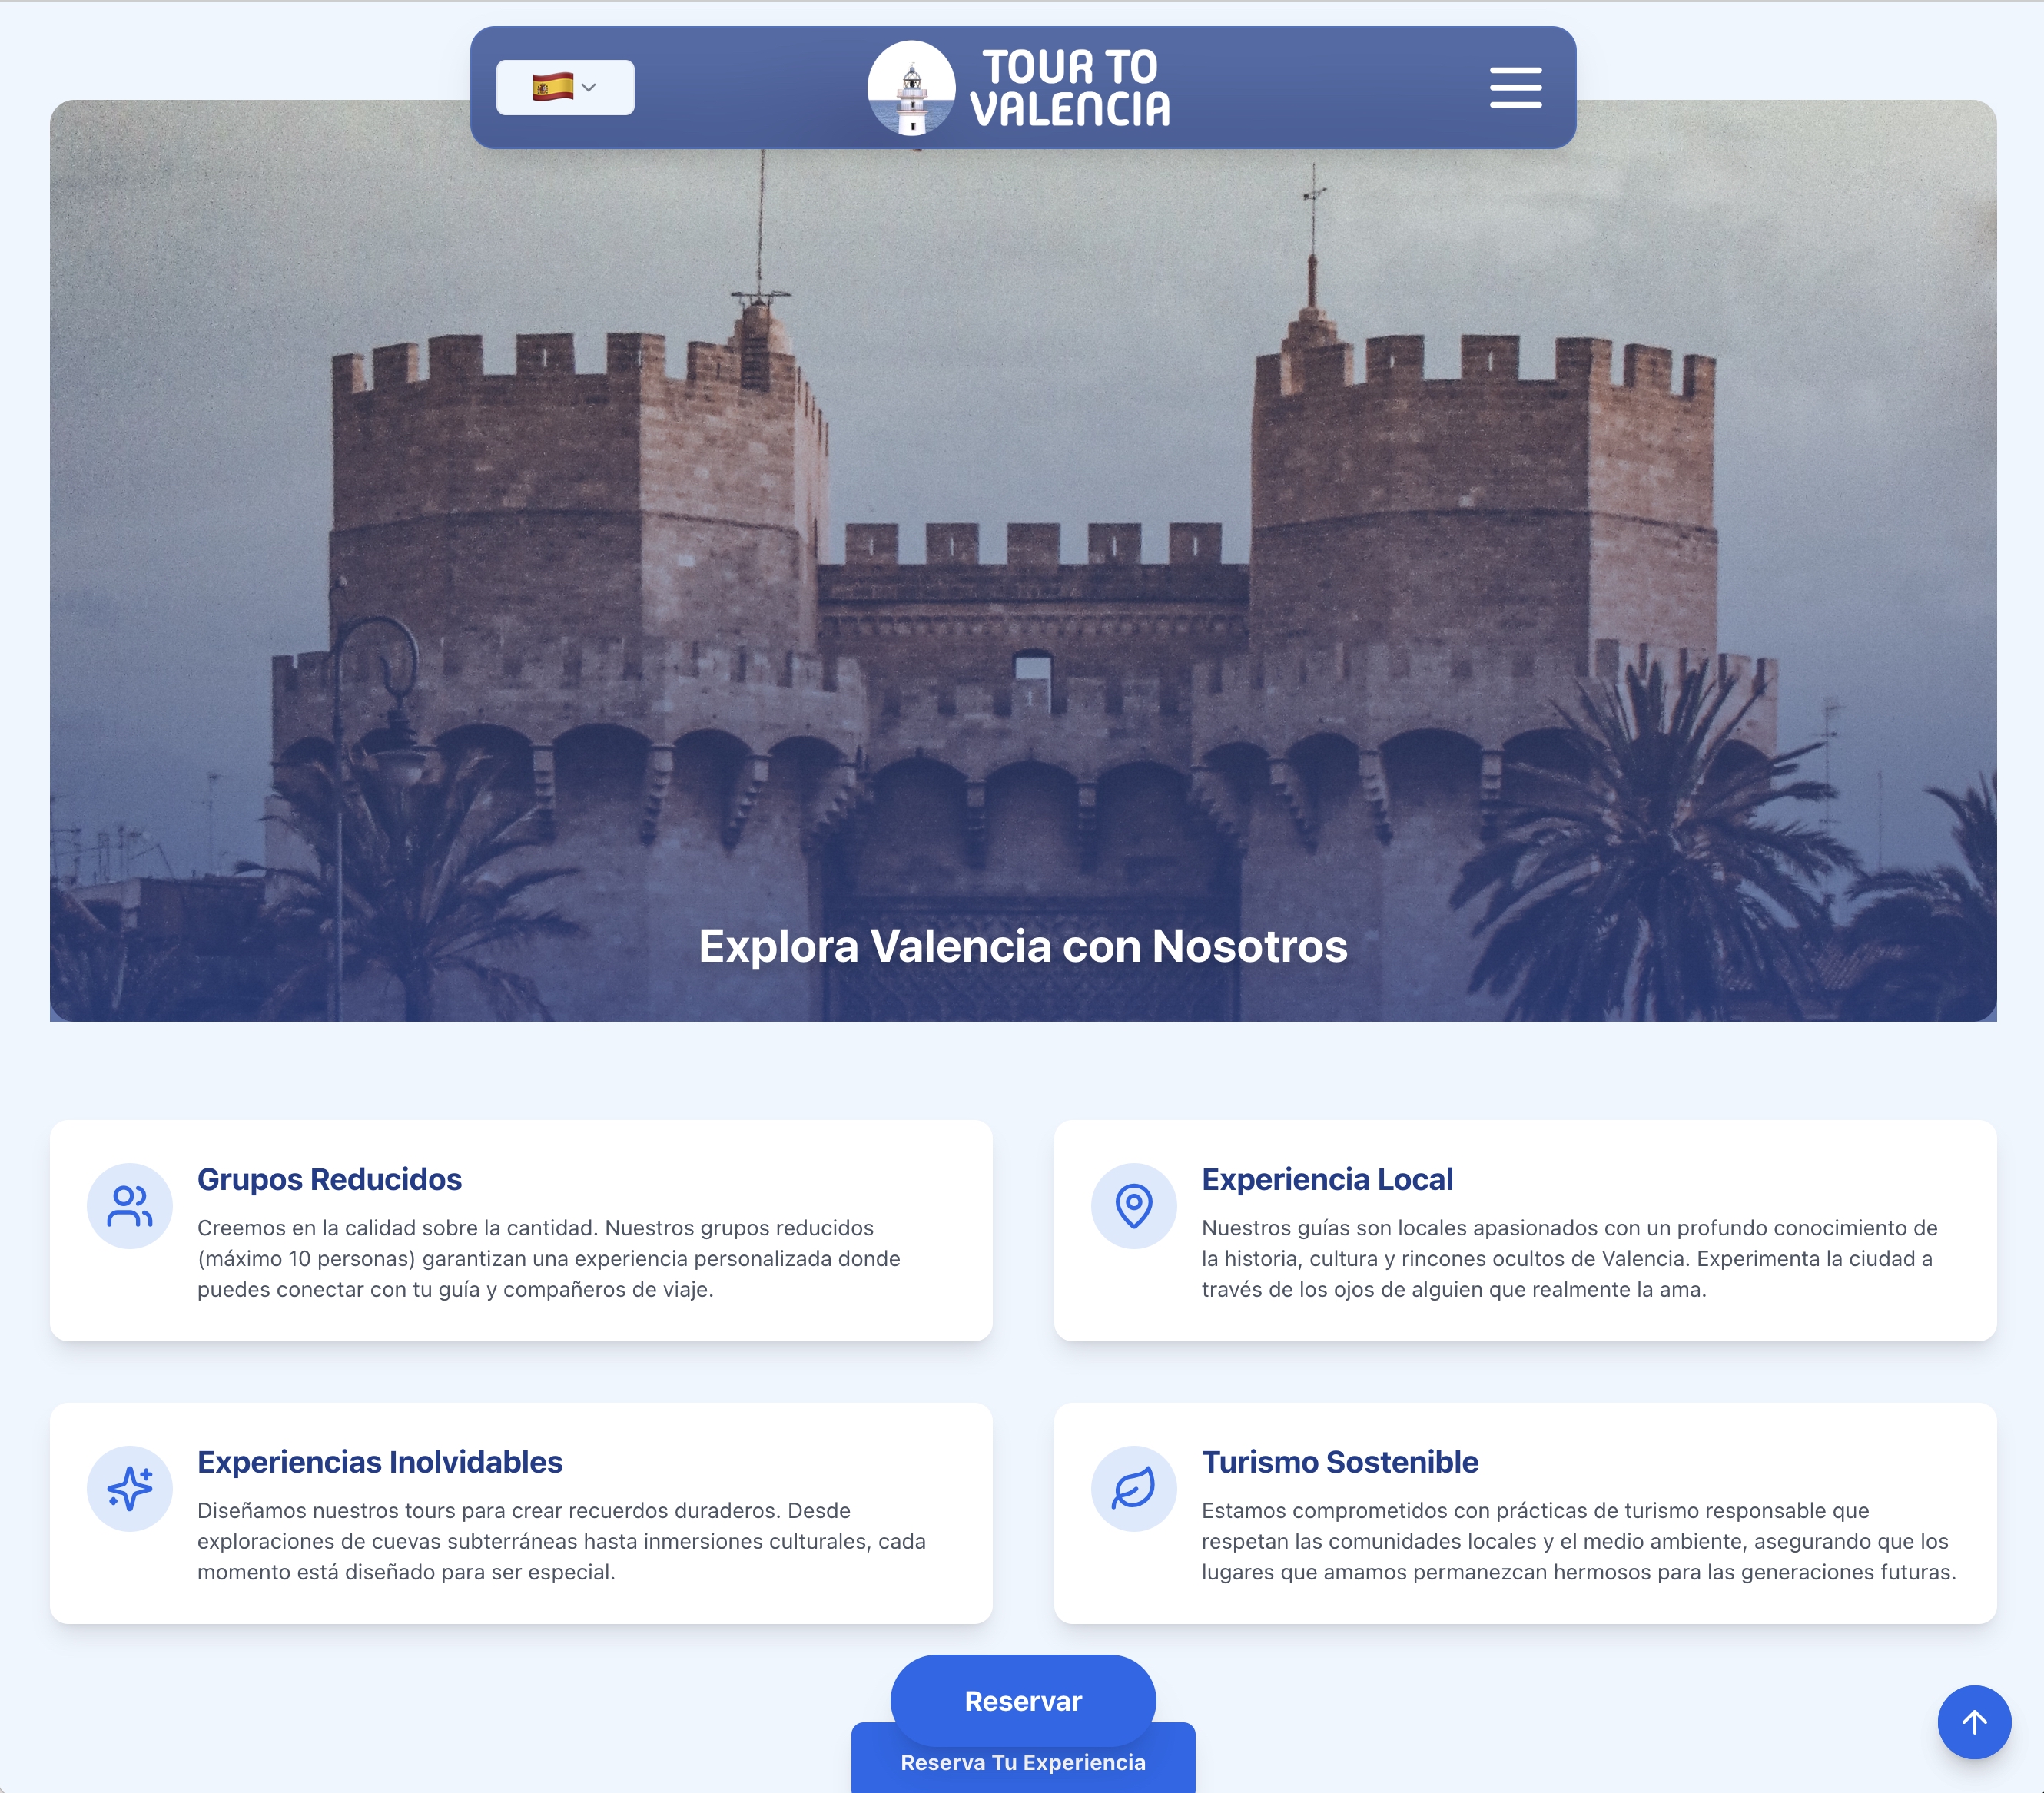 TOUR TO
VALENCIA
Explora Valencia con Nosotros
Grupos Reducidos
Creemos en la calidad sobre la cantidad. Nuestros grupos reducidos
(máximo 10 personas) garantizan una experiencia personalizada donde
puedes conectar con tu guía y compañeros de viaje.
Experiencia Local
Nuestros guías son locales apasionados con un profundo conocimiento de
la historia, cultura y rincones ocultos de Valencia. Experimenta la ciudad a
través de los ojos de alguien que realmente la ama.
Experiencias Inolvidables
Diseñamos nuestros tours para crear recuerdos duraderos. Desde
exploraciones de cuevas subterráneas hasta inmersiones culturales, cada
momento está diseñado para ser especial.
Turismo Sostenible
Estamos comprometidos con prácticas de turismo responsable que
respetan las comunidades locales y el medio ambiente, asegurando que los
lugares que amamos permanezcan hermosos para las generaciones futuras.
Reservar
Reserva Tu Experiencia